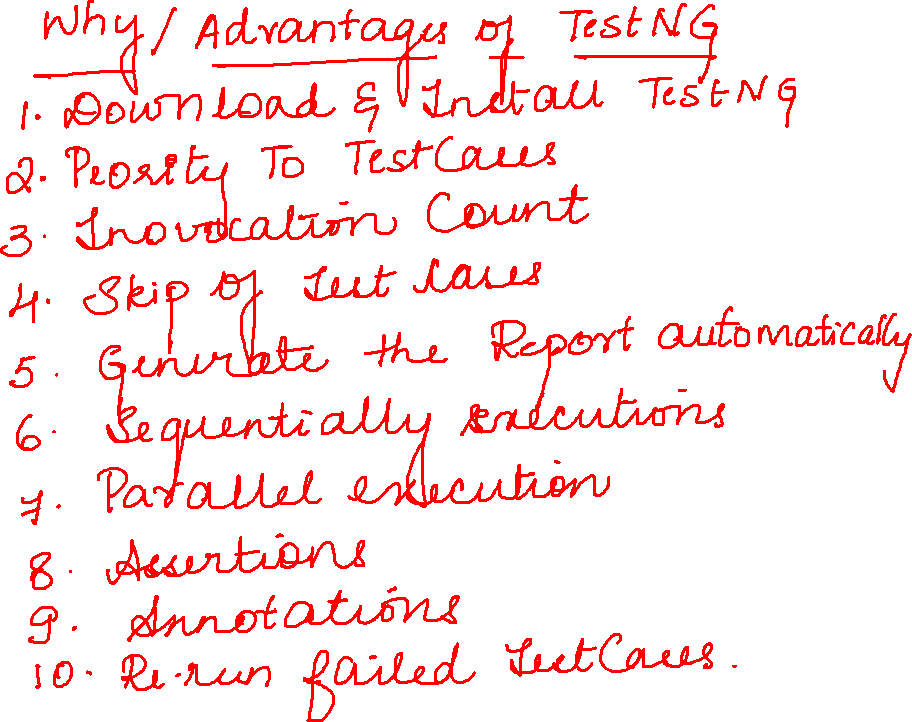 Why / Advantages of TestNG
1. Download & Install TestNG
2. Peority To TestCases
3. Inovocation Count
4. Skip of Test Cases
5. Generate the Report automatically
6. Sequentially executions
7. Parallel execution
8. Assertions
9. Annotations
10. Re-run failed TestCases.